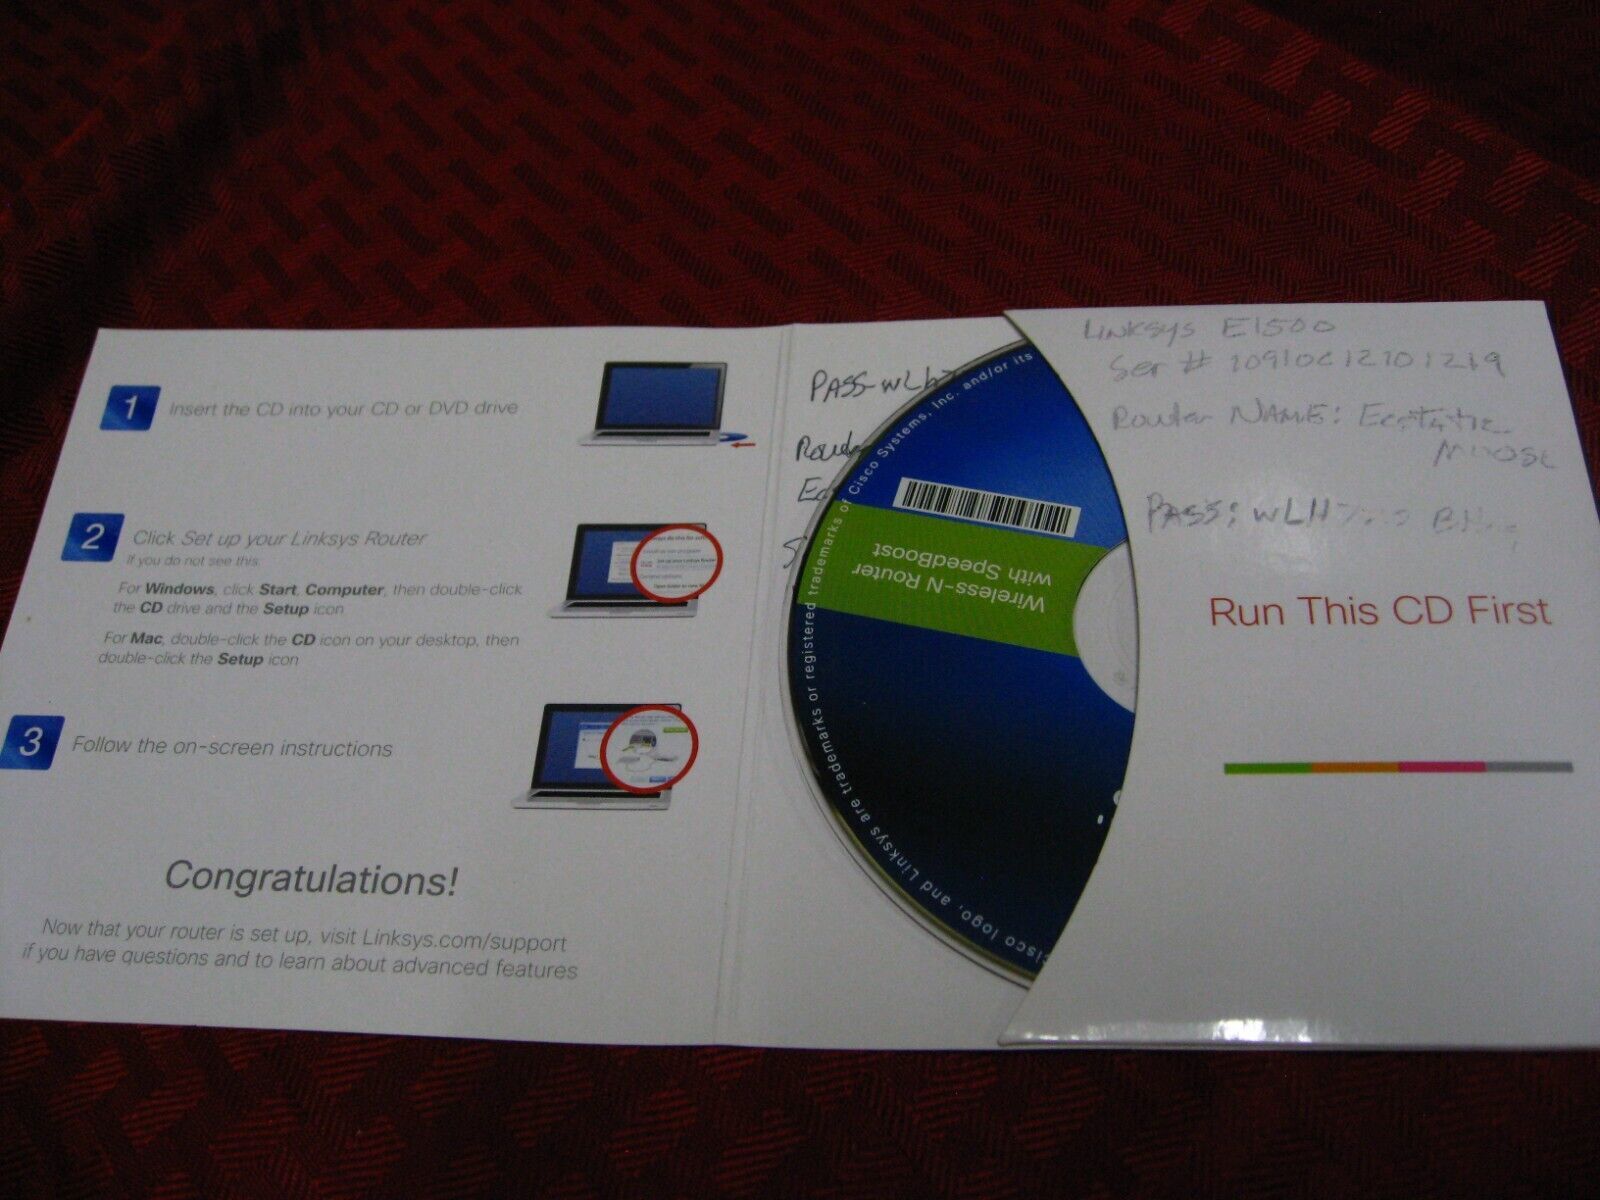 1
Insert the CD into your CD or DVD drive
2
Click Set up your Linksys Router
If you do not see this:
For Windows, click Start, Computer, then double-click
the CD drive and the Setup icon
For Mac, double-click the CD icon on your desktop, then
double-click the Setup icon
3
Follow the on-screen instructions
Congratulations!
Now that your router is set up, visit Linksys.com/support
if you have questions and to learn about advanced features
PASS-
Wireless-N Router
with SpeedBoost
isco logo, and Linksys are trademarks or registered trademarks of Cisco Systems, Inc. and/or its
Linksys E1500
Ser #
Router NAME:
Moose
PASS:
Run This CD First